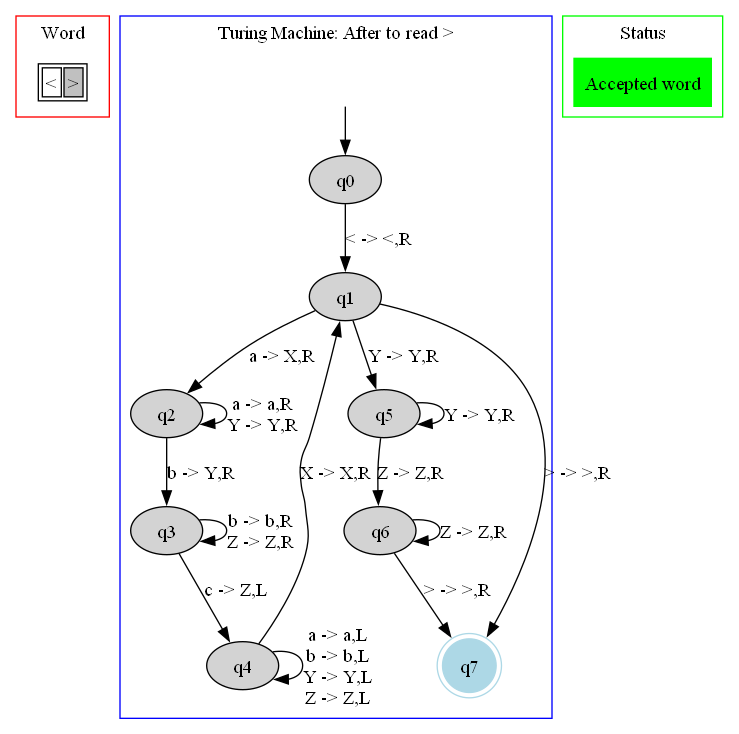 Word
Turing Machine: After to read >
Status
< >
Accepted word
q0
< -> <,R
q1
a -> X,R
Y -> Y,R
q2
a -> a,R
Y -> Y,R
q5
Y -> Y,R
b -> Y,R
X -> X,R
Z -> Z,R
> -> >,R
q3
b -> b,R
Z -> Z,R
q6
Z -> Z,R
c -> Z,L
> -> >,R
q4
a -> a,L
b -> b,L
Y -> Y,L
Z -> Z,L
q7